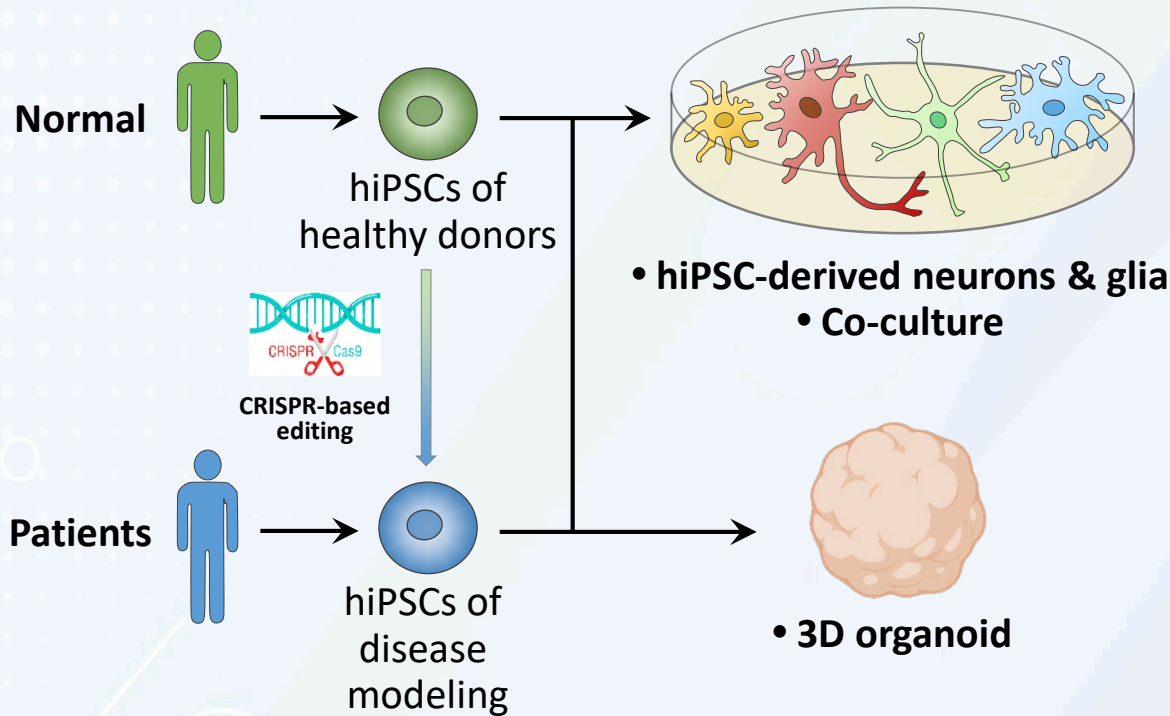 Normal
hiPSCs of
healthy donors
• hiPSC-derived neurons & glia
• Co-culture
CRISPR Cas9
CRISPR-based
editing
Patients
hiPSCs of
disease
modeling
• 3D organoid